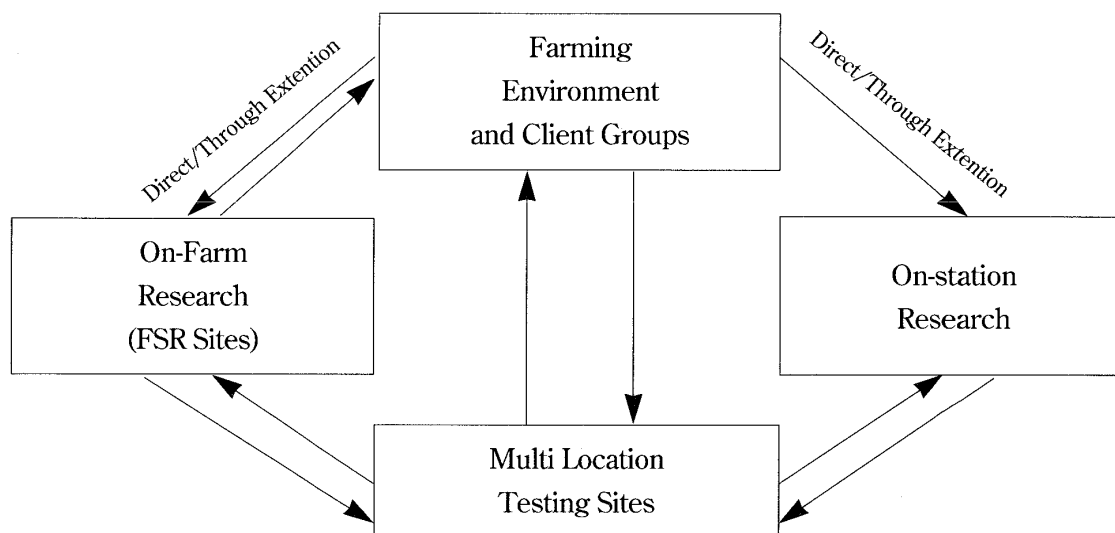 Farming
Environment
and Client Groups
Direct/Through Extention
Direct/Through Extention
On-Farm
Research
(FSR Sites)
On-station
Research
Multi Location
Testing Sites